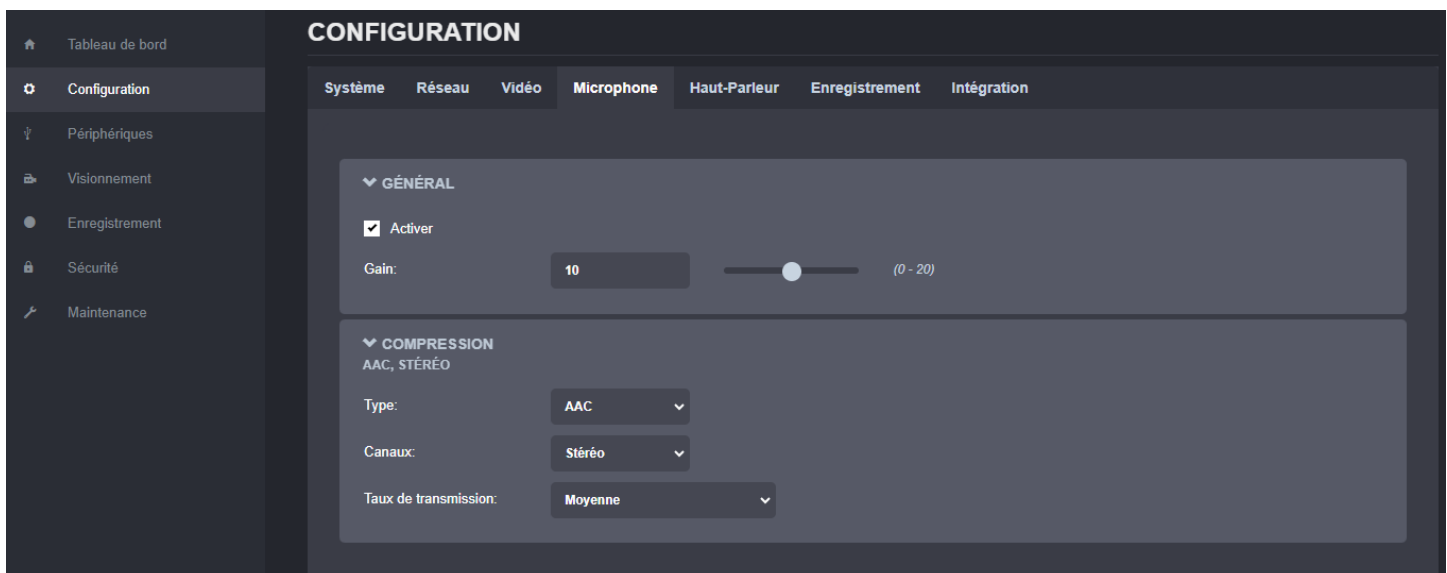 Tableau de bord
Configuration
Périphériques
Visionnement
Enregistrement
Sécurité
Maintenance
CONFIGURATION
Système Réseau Vidéo Microphone Haut-Parleur Enregistrement Intégration
GÉNÉRAL
Activer
Gain: 10 (0 - 20)
COMPRESSION
AAC, STÉRÉO
Type: AAC
Canaux: Stéréo
Taux de transmission: Moyenne